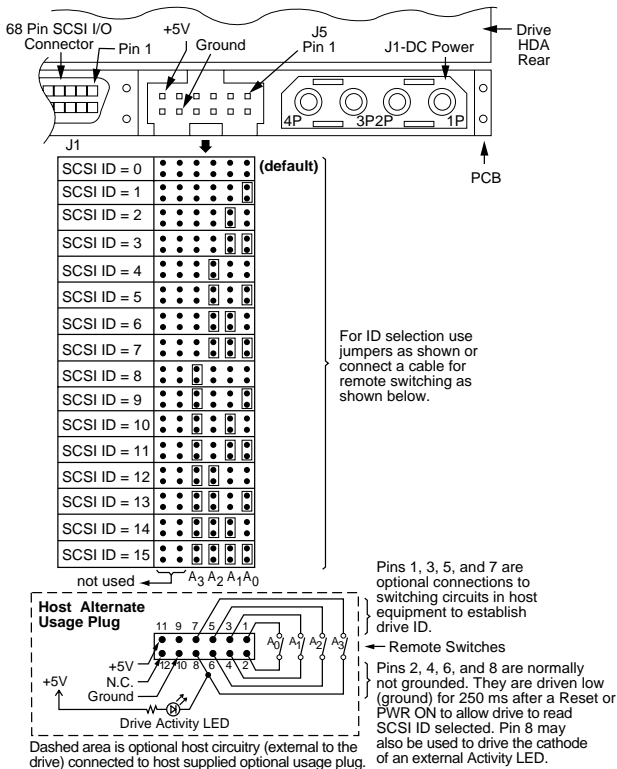 68 Pin SCSI I/O
Connector
Pin 1
+5V
Ground
J5
Pin 1
J1-DC Power
Drive
HDA
Rear
4P 3P 2P 1P
PCB
J1
SCSI ID = 0 (default)
SCSI ID = 1
SCSI ID = 2
SCSI ID = 3
SCSI ID = 4
SCSI ID = 5
SCSI ID = 6
SCSI ID = 7
SCSI ID = 8
SCSI ID = 9
SCSI ID = 10
SCSI ID = 11
SCSI ID = 12
SCSI ID = 13
SCSI ID = 14
SCSI ID = 15
For ID selection use
jumpers as shown or
connect a cable for
remote switching as
shown below.
not used A3 A2 A1 A0
Host Alternate
Usage Plug
11 9 7 5 3 1
12 10 8 6 4 2
A0 A1 A2 A3
+5V
N.C.
Ground
+5V
Drive Activity LED
Pins 1, 3, 5, and 7 are
optional connections to
switching circuits in host
equipment to establish
drive ID.
Remote Switches
Pins 2, 4, 6, and 8 are normally
not grounded. They are driven low
(ground) for 250 ms after a Reset or
PWR ON to allow drive to read
SCSI ID selected. Pin 8 may
also be used to drive the cathode
of an external Activity LED.
Dashed area is optional host circuitry (external to the
drive) connected to host supplied optional usage plug.